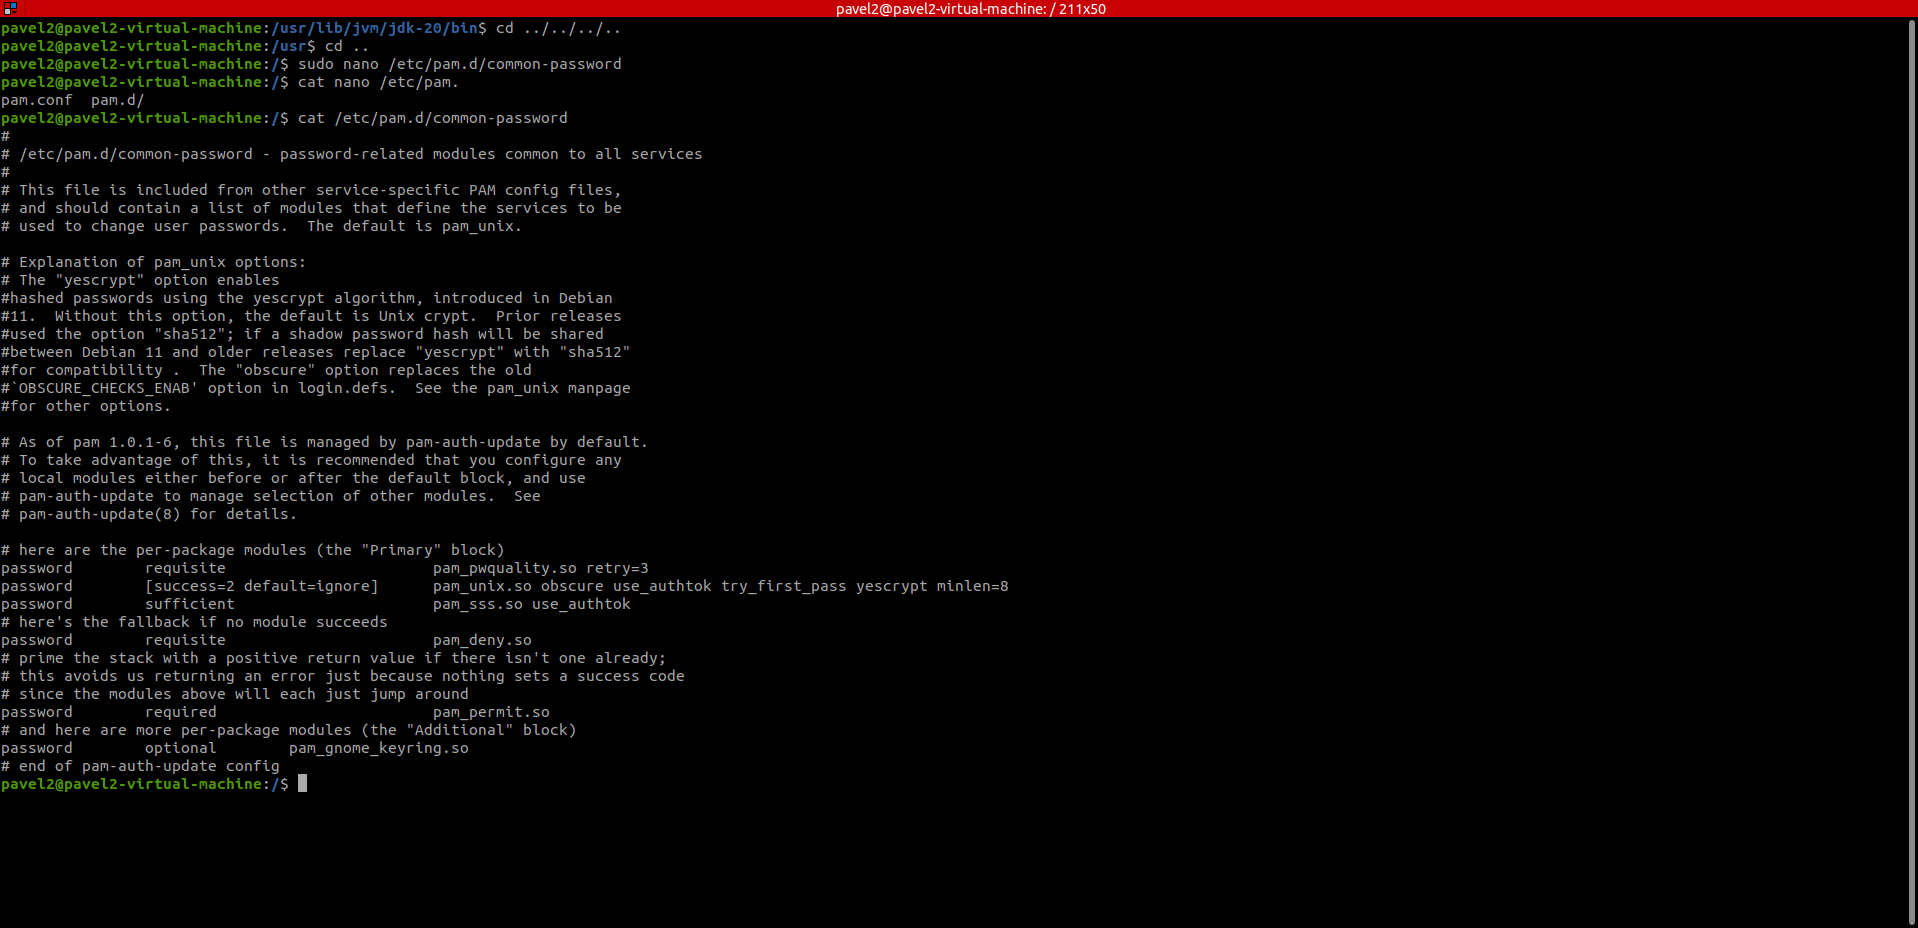 pavel2@pavel2-virtual-machine: / 211x50
pavel2@pavel2-virtual-machine:/usr/lib/jvm/jdk-20/bin$ cd ../../../..
pavel2@pavel2-virtual-machine:/usr$ cd ..
pavel2@pavel2-virtual-machine:/$ sudo nano /etc/pam.d/common-password
pavel2@pavel2-virtual-machine:/$ cat nano /etc/pam.
pam.conf  pam.d/
pavel2@pavel2-virtual-machine:/$ cat /etc/pam.d/common-password
#
# /etc/pam.d/common-password - password-related modules common to all services
#
# This file is included from other service-specific PAM config files,
# and should contain a list of modules that define the services to be
# used to change user passwords.  The default is pam_unix.

# Explanation of pam_unix options:
# The "yescrypt" option enables
#hashed passwords using the yescrypt algorithm, introduced in Debian
#11.  Without this option, the default is Unix crypt.  Prior releases
#used the option "sha512"; if a shadow password hash will be shared
#between Debian 11 and older releases replace "yescrypt" with "sha512"
#for compatibility .  The "obscure" option replaces the old
#`OBSCURE_CHECKS_ENAB' option in login.defs.  See the pam_unix manpage
#for other options.

# As of pam 1.0.1-6, this file is managed by pam-auth-update by default.
# To take advantage of this, it is recommended that you configure any
# local modules either before or after the default block, and use
# pam-auth-update to manage selection of other modules.  See
# pam-auth-update(8) for details.

# here are the per-package modules (the "Primary" block)
password        requisite                       pam_pwquality.so retry=3
password        [success=2 default=ignore]      pam_unix.so obscure use_authtok try_first_pass yescrypt minlen=8
password        sufficient                      pam_sss.so use_authtok
# here's the fallback if no module succeeds
password        requisite                       pam_deny.so
# prime the stack with a positive return value if there isn't one already;
# this avoids us returning an error just because nothing sets a success code
# since the modules above will each just jump around
password        required                        pam_permit.so
# and here are more per-package modules (the "Additional" block)
password        optional        pam_gnome_keyring.so
# end of pam-auth-update config
pavel2@pavel2-virtual-machine:/$